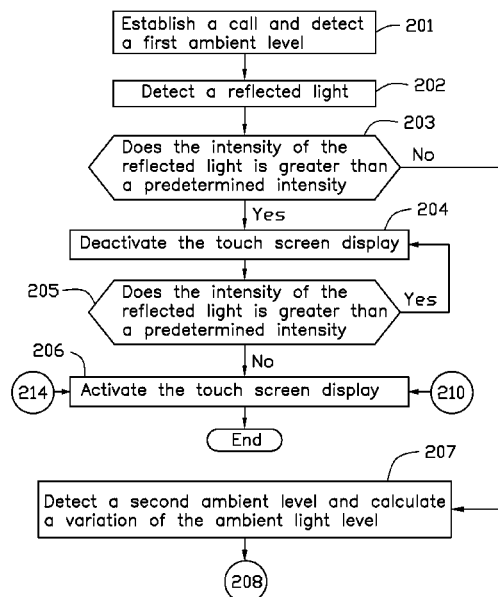 Establish a call and detect
a first ambient level
201
Detect a reflected light
202
203
Does the intensity of the
reflected light is greater than
a predetermined intensity
No
Yes
204
Deactivate the touch screen display
205
Does the intensity of the
reflected light is greater than
a predetermined intensity
Yes
206
No
214
Activate the touch screen display
210
End
207
Detect a second ambient level and calculate
a variation of the ambient light level
208